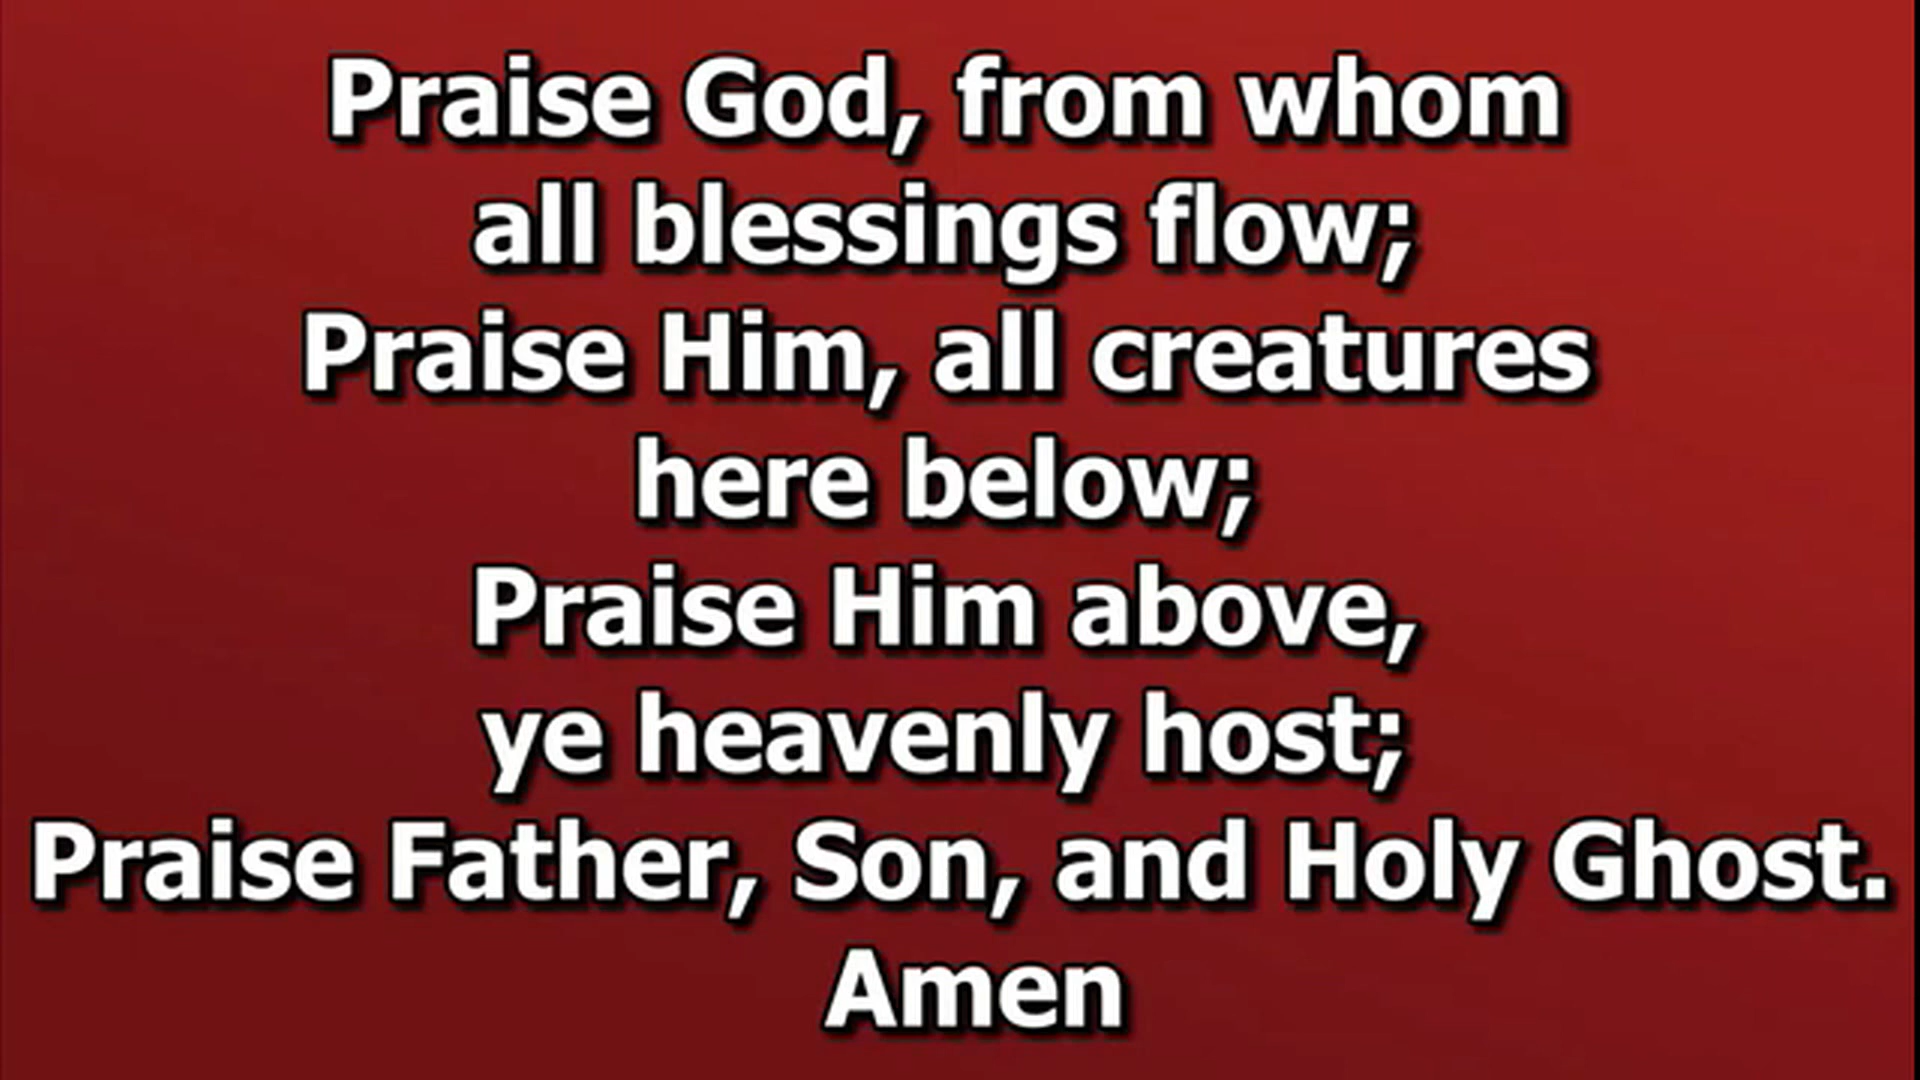 Praise God, from whom
all blessings flow;
Praise Him, all creatures
here below;
Praise Him above,
ye heavenly host;
Praise Father, Son, and Holy Ghost.
Amen